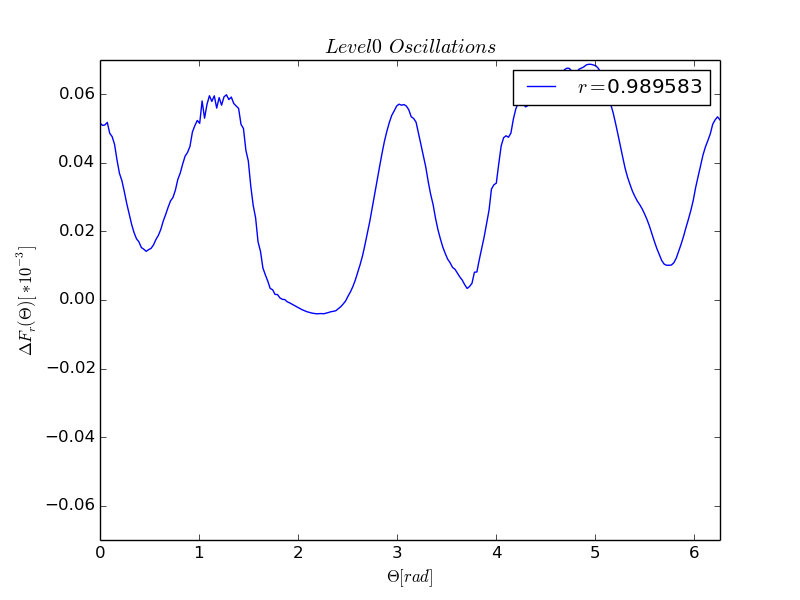 Level0 Oscillations
r=0.989583
0.06
0.04
0.02
0.00
−0.02
−0.04
−0.06
ΔF_r(Θ)[∗10^{−3}]
0 1 2 3 4 5 6
Θ[rad]